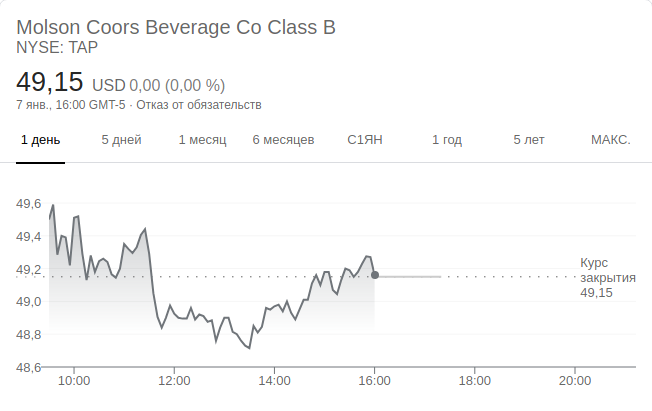 Molson Coors Beverage Co Class B
NYSE: TAP
49,15 USD 0,00 (0,00 %)
7 янв., 16:00 GMT-5 · Отказ от обязательств
1 день 5 дней 1 месяц 6 месяцев С1ЯН 1 год 5 лет МАКС.
49,6
49,4
49,2
49,0
48,8
48,6
Курс
закрытия
49,15
10:00 12:00 14:00 16:00 18:00 20:00